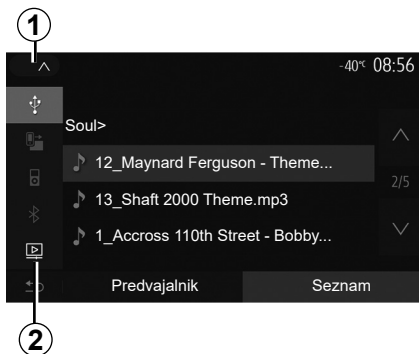 1
-40°C 08:56
Soul>
12_Maynard Ferguson - Theme...
13_Shaft 2000 Theme.mp3
2/5
1_Accross 110th Street - Bobby...
Predvajalnik Seznam
2